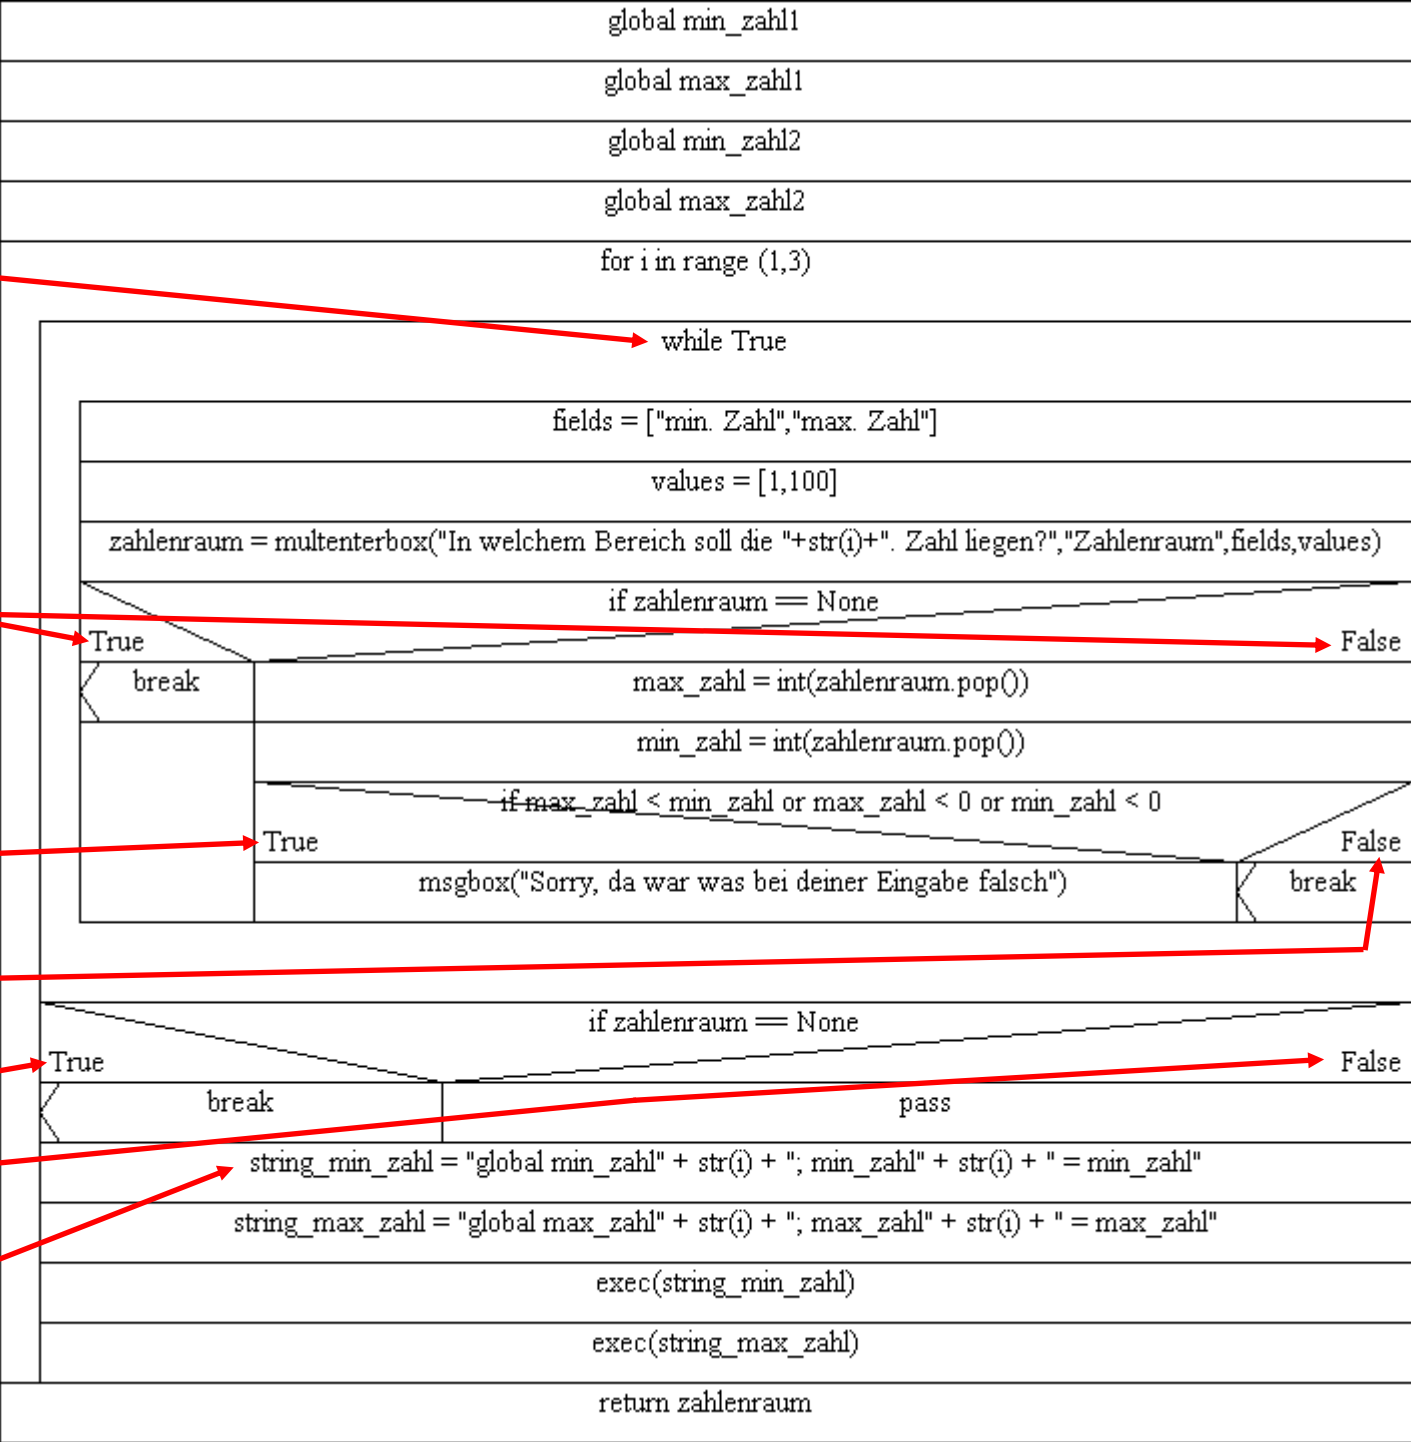 global min_zahl1
global max_zahl1
global min_zahl2
global max_zahl2
for i in range (1,3)
while True
fields = ["min. Zahl","max. Zahl"]
values = [1,100]
zahlenraum = multenterbox("In welchem Bereich soll die "+str(i)+". Zahl liegen?","Zahlenraum",fields,values)
if zahlenraum == None
True False
break max_zahl = int(zahlenraum.pop())
min_zahl = int(zahlenraum.pop())
if max_zahl < min_zahl or max_zahl < 0 or min_zahl < 0
True False
msgbox("Sorry, da war was bei deiner Eingabe falsch") break
if zahlenraum == None
True False
break pass
string_min_zahl = "global min_zahl" + str(i) + "; min_zahl" + str(i) + " = min_zahl"
string_max_zahl = "global max_zahl" + str(i) + "; max_zahl" + str(i) + " = max_zahl"
exec(string_min_zahl)
exec(string_max_zahl)
return zahlenraum